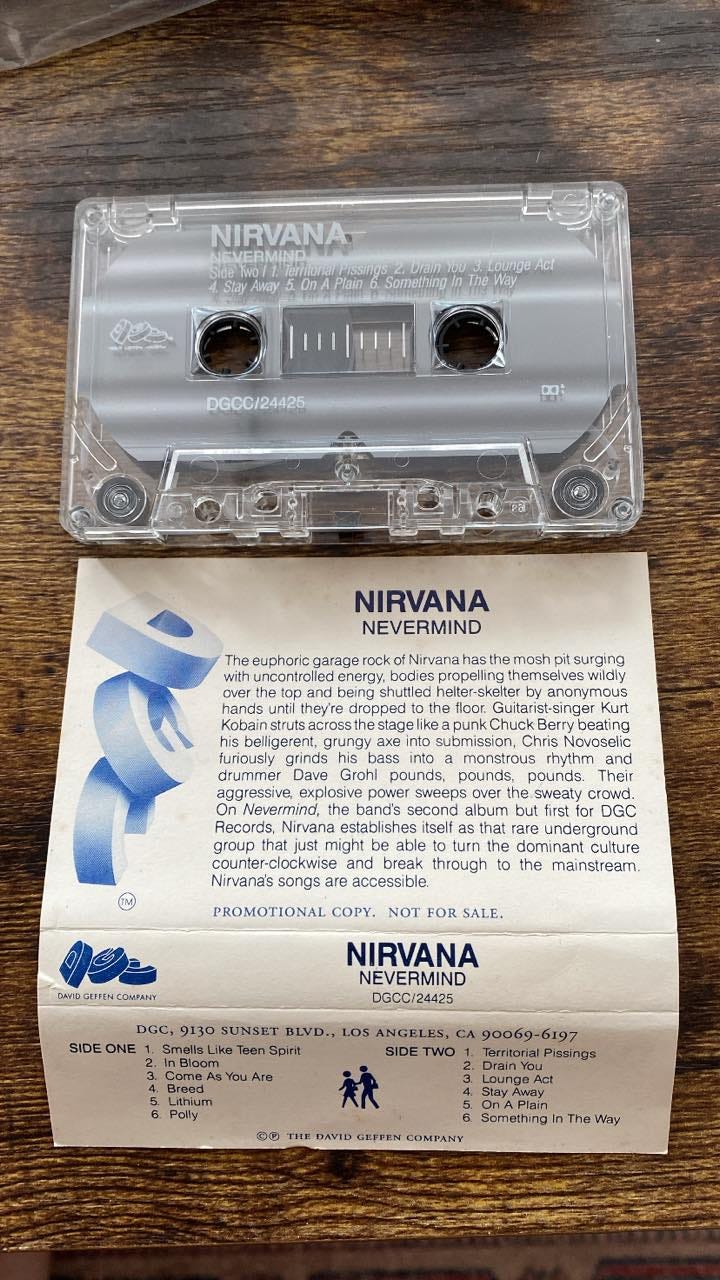 NIRVANA
NEVERMIND
Side Two / 1. Territorial Pissings 2. Drain You 3. Lounge Act
4. Stay Away 5. On A Plain 6. Something In The Way
DGCC/24425
NIRVANA
NEVERMIND
The euphoric garage rock of Nirvana has the mosh pit surging
with uncontrolled energy, bodies propelling themselves wildly
over the top and being shuttled helter-skelter by anonymous
hands until they're dropped to the floor. Guitarist-singer Kurt
Kobain struts across the stage like a punk Chuck Berry beating
his belligerent, grungy axe into submission, Chris Novoselic
furiously grinds his bass into a monstrous rhythm and
drummer Dave Grohl pounds, pounds, pounds. Their
aggressive, explosive power sweeps over the sweaty crowd.
On Nevermind, the band's second album but first for DGC
Records, Nirvana establishes itself as that rare underground
group that just might be able to turn the dominant culture
counter-clockwise and break through to the mainstream.
Nirvana's songs are accessible.
TM
PROMOTIONAL COPY. NOT FOR SALE.
DGC
DAVID GEFFEN COMPANY
NIRVANA
NEVERMIND
DGCC/24425
DGC, 9130 SUNSET BLVD., LOS ANGELES, CA 90069-6197
SIDE ONE 1. Smells Like Teen Spirit
2. In Bloom
3. Come As You Are
4. Breed
5. Lithium
6. Polly
SIDE TWO 1. Territorial Pissings
2. Drain You
3. Lounge Act
4. Stay Away
5. On A Plain
6. Something In The Way
©℗ THE DAVID GEFFEN COMPANY